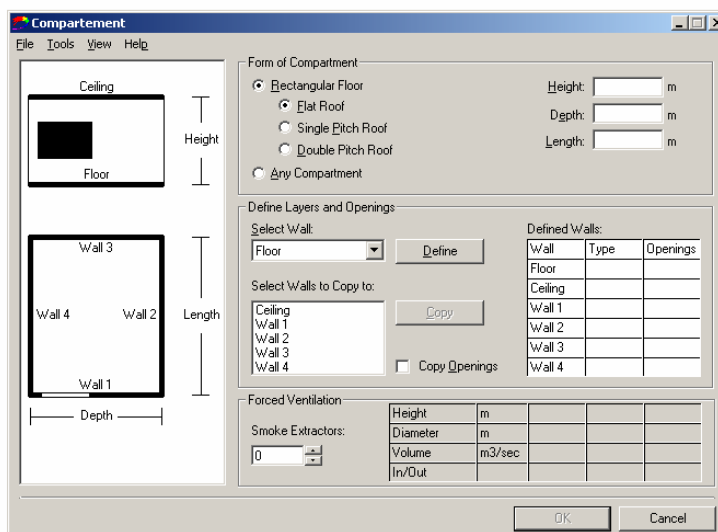 Compartement
File Tools View Help
Ceiling
Height
Floor
Wall 3
Wall 4 Wall 2
Length
Wall 1
Depth
Form of Compartment
Rectangular Floor
Flat Roof
Single Pitch Roof
Double Pitch Roof
Any Compartment
Height: m
Depth: m
Length: m
Define Layers and Openings
Select Wall:
Floor
Define
Select Walls to Copy to:
Ceiling
Wall 1
Wall 2
Wall 3
Wall 4
Copy
Copy Openings
Defined Walls:
Wall Type Openings
Floor
Ceiling
Wall 1
Wall 2
Wall 3
Wall 4
Forced Ventilation
Smoke Extractors:
0
Height m
Diameter m
Volume m3/sec
In/Out
OK Cancel